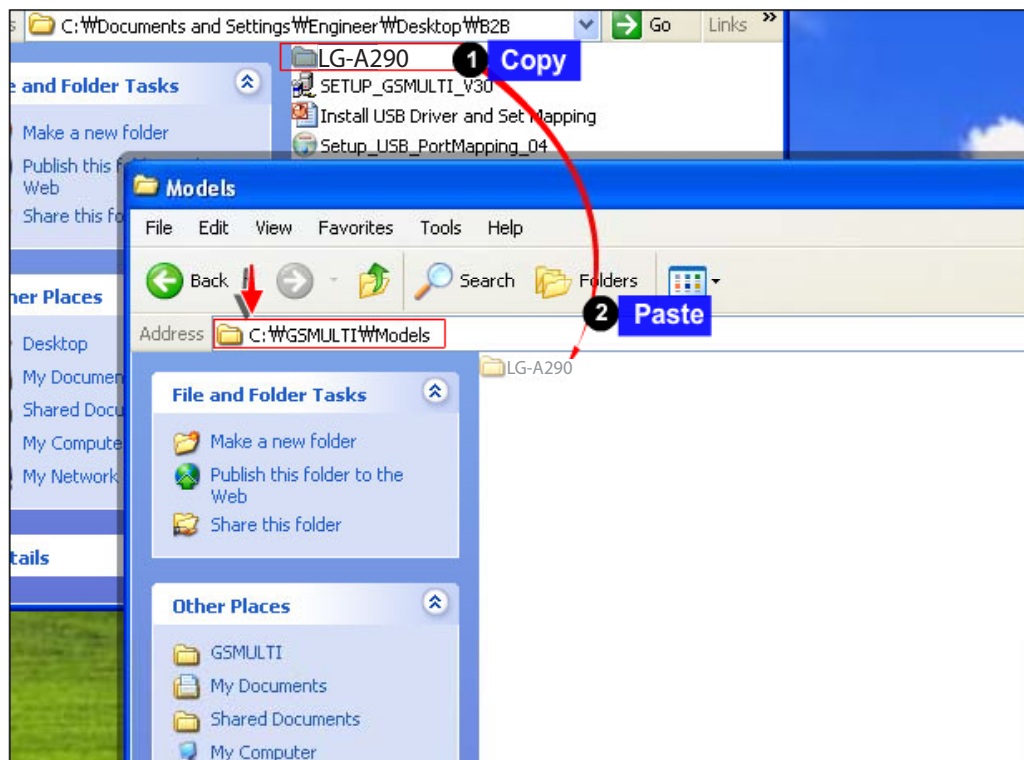 C:₩Documents and Settings₩Engineer₩Desktop₩B2B
Go
Links
LG-A290
1 Copy
SETUP_GSMULTI_V30
Install USB Driver and Set Mapping
Setup_USB_PortMapping_04
e and Folder Tasks
Make a new folder
Publish this
Web
Share this fo
Models
File Edit View Favorites Tools Help
Back
Search
Folders
2 Paste
Address C:₩GSMULTI₩Models
LG-A290
her Places
Desktop
My Documen
Shared Docu
My Compute
My Network
tails
File and Folder Tasks
Make a new folder
Publish this folder to the
Web
Share this folder
Other Places
GSMULTI
My Documents
Shared Documents
My Computer